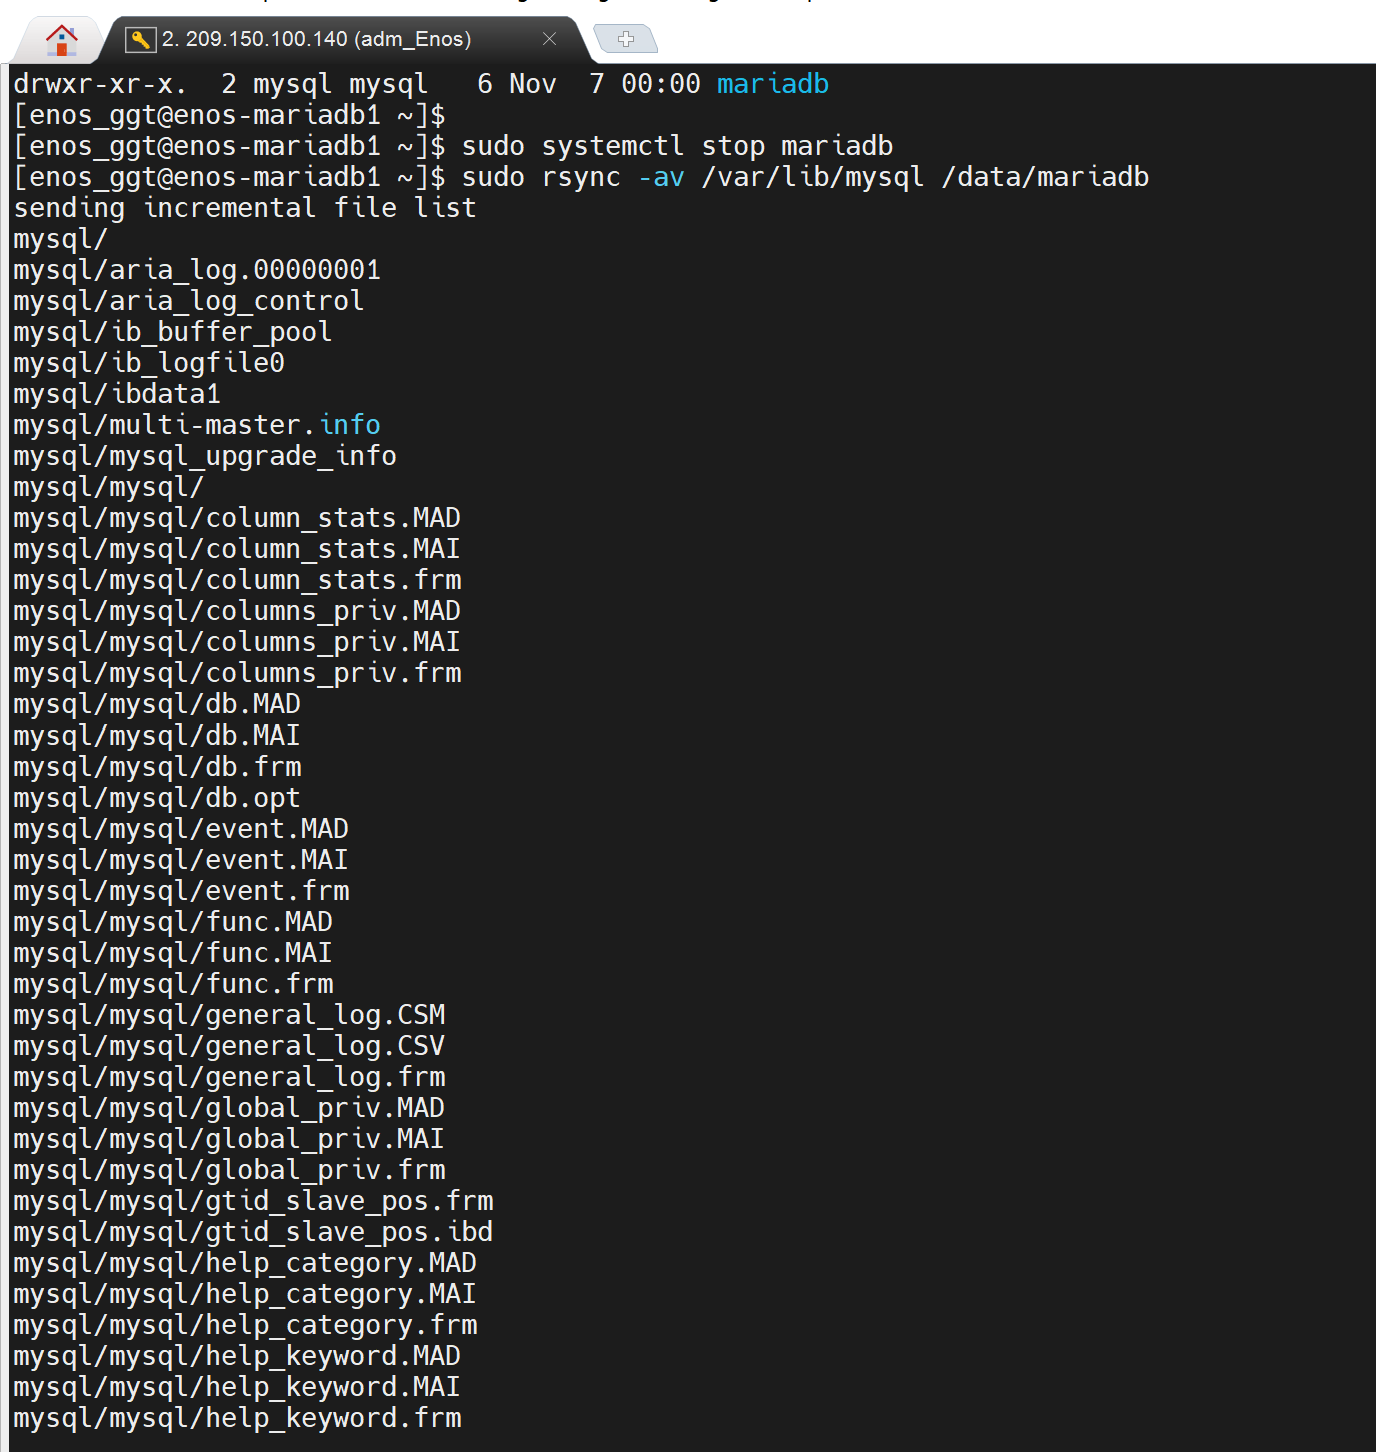 2. 209.150.100.140 (adm_Enos)
drwxr-xr-x.  2 mysql mysql   6 Nov  7 00:00 mariadb
[enos_ggt@enos-mariadb1 ~]$
[enos_ggt@enos-mariadb1 ~]$ sudo systemctl stop mariadb
[enos_ggt@enos-mariadb1 ~]$ sudo rsync -av /var/lib/mysql /data/mariadb
sending incremental file list
mysql/
mysql/aria_log.00000001
mysql/aria_log_control
mysql/ib_buffer_pool
mysql/ib_logfile0
mysql/ibdata1
mysql/multi-master.info
mysql/mysql_upgrade_info
mysql/mysql/
mysql/mysql/column_stats.MAD
mysql/mysql/column_stats.MAI
mysql/mysql/column_stats.frm
mysql/mysql/columns_priv.MAD
mysql/mysql/columns_priv.MAI
mysql/mysql/columns_priv.frm
mysql/mysql/db.MAD
mysql/mysql/db.MAI
mysql/mysql/db.frm
mysql/mysql/db.opt
mysql/mysql/event.MAD
mysql/mysql/event.MAI
mysql/mysql/event.frm
mysql/mysql/func.MAD
mysql/mysql/func.MAI
mysql/mysql/func.frm
mysql/mysql/general_log.CSM
mysql/mysql/general_log.CSV
mysql/mysql/general_log.frm
mysql/mysql/global_priv.MAD
mysql/mysql/global_priv.MAI
mysql/mysql/global_priv.frm
mysql/mysql/gtid_slave_pos.frm
mysql/mysql/gtid_slave_pos.ibd
mysql/mysql/help_category.MAD
mysql/mysql/help_category.MAI
mysql/mysql/help_category.frm
mysql/mysql/help_keyword.MAD
mysql/mysql/help_keyword.MAI
mysql/mysql/help_keyword.frm